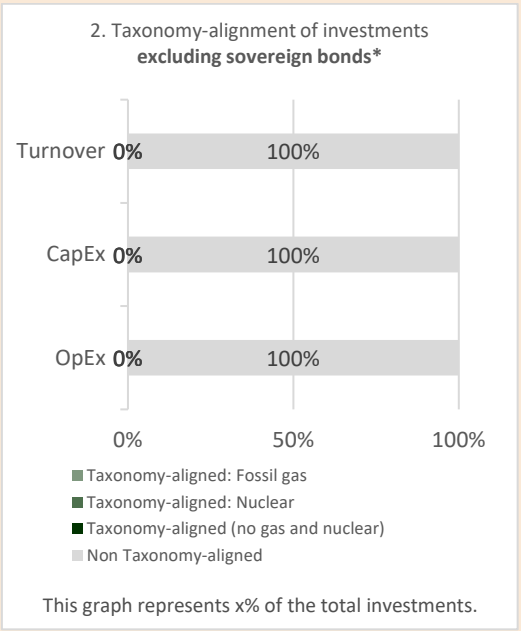 2. Taxonomy-alignment of investments
excluding sovereign bonds*
Turnover 0% 100%
CapEx 0% 100%
OpEx 0% 100%
0% 50% 100%
Taxonomy-aligned: Fossil gas
Taxonomy-aligned: Nuclear
Taxonomy-aligned (no gas and nuclear)
Non Taxonomy-aligned
This graph represents x% of the total investments.